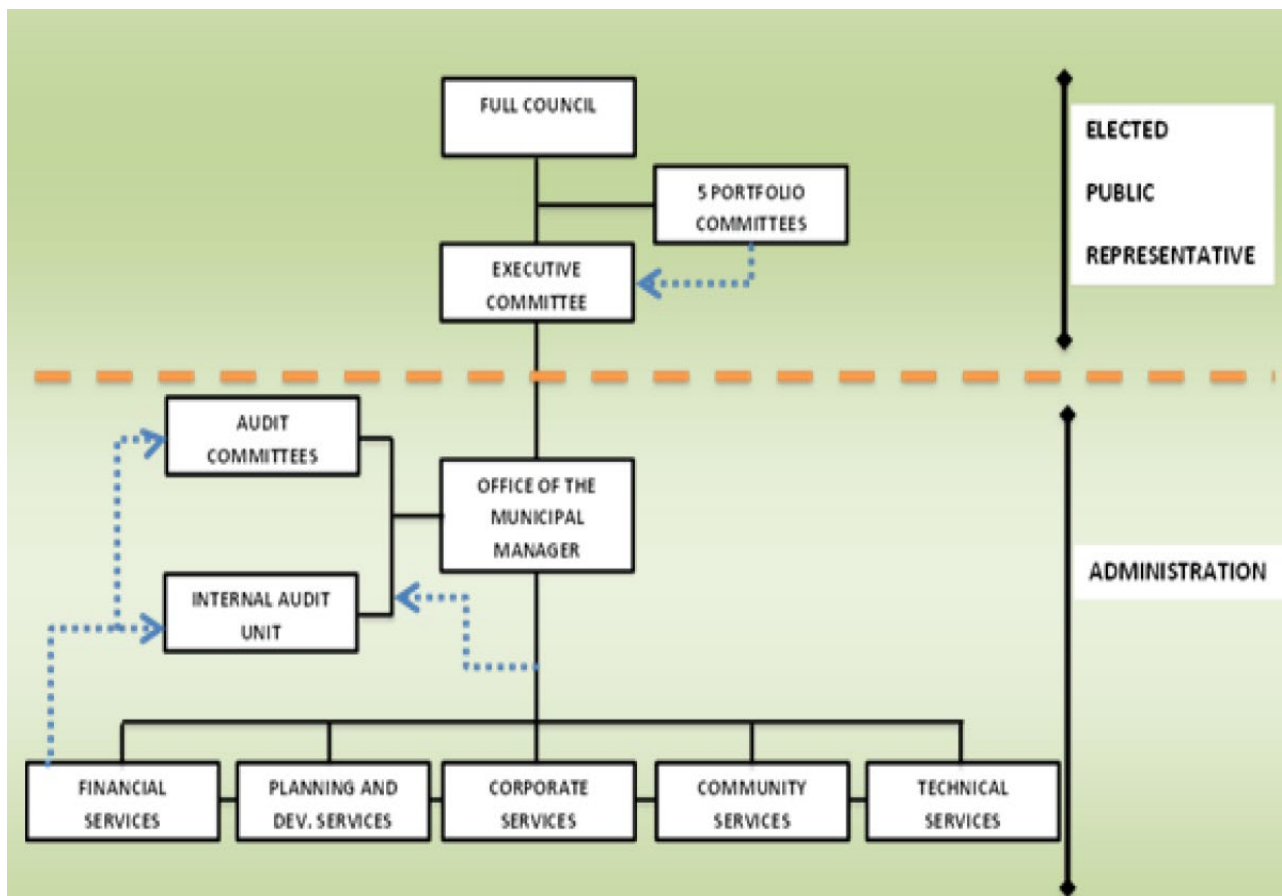 FULL COUNCIL
5 PORTFOLIO
COMMITTEES
EXECUTIVE
COMMITTEE
ELECTED
PUBLIC
REPRESENTATIVE
AUDIT
COMMITTEES
OFFICE OF THE
MUNICIPAL
MANAGER
INTERNAL AUDIT
UNIT
ADMINISTRATION
FINANCIAL
SERVICES
PLANNING AND
DEV. SERVICES
CORPORATE
SERVICES
COMMUNITY
SERVICES
TECHNICAL
SERVICES